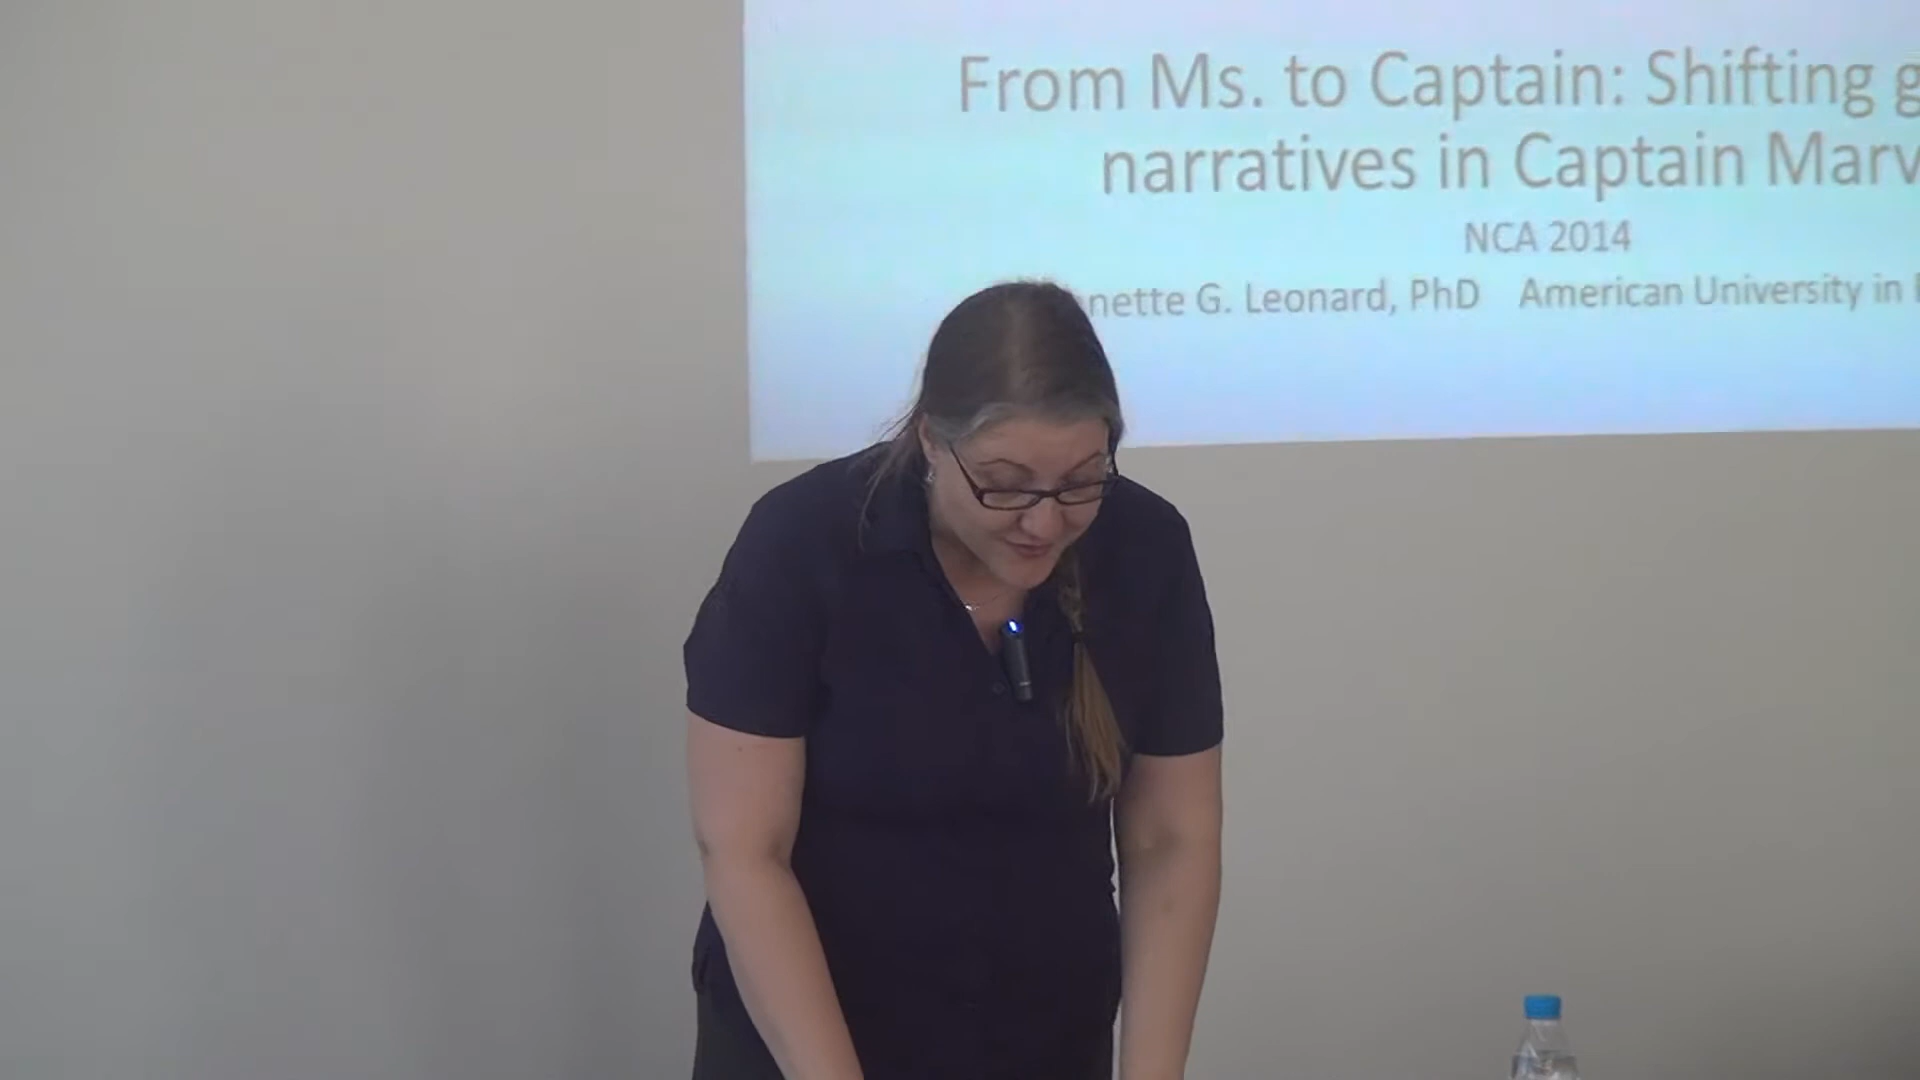 From Ms. to Captain: Shifting
narratives in Captain
NCA 2014
G. Leonard, PhD American University in